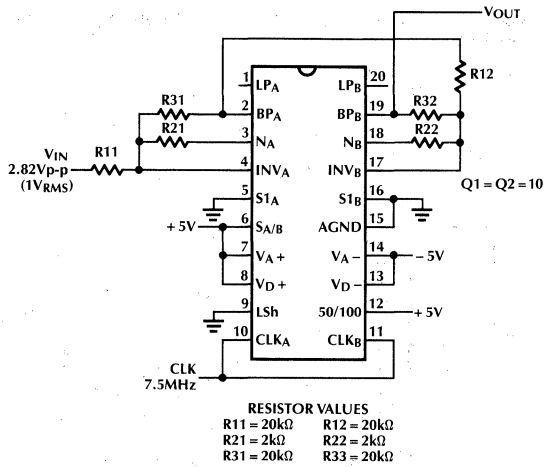 VOUT
R12
1 LPA LPB 20
R31
2 BPA BPB 19 R32
R21
3 NA NB 18 R22
VIN R11
2.82Vp-p
(1VRMS)
4 INVA INVB 17
Q1 = Q2 = 10
5 S1A S1B 16
+ 5V 6 SA/B AGND 15
7 VA+ VA− 14 − 5V
8 VD+ VD− 13
9 LSh 50/100 12 + 5V
10 CLKA CLKB 11
CLK
7.5MHz
RESISTOR VALUES
R11 = 20kΩ R12 = 20kΩ
R21 = 2kΩ R22 = 2kΩ
R31 = 20kΩ R33 = 20kΩ